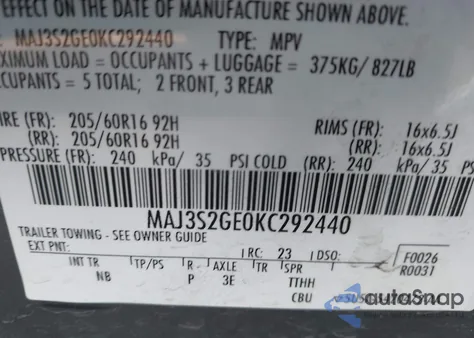 EFFECT ON THE DATE OF MANUFACTURE SHOWN ABOVE.
MAJ3S2GE0KC292440 TYPE: MPV
XIMUM LOAD = OCCUPANTS + LUGGAGE = 375KG/ 827LB
CCUPANTS = 5 TOTAL; 2 FRONT, 3 REAR
IRE (FR): 205/60R16 92H RIMS (FR): 16x6.5J
(RR): 205/60R16 92H (RR): 16x6.5J
PRESSURE (FR): 240 kPa/ 35 PSI COLD (RR): 240 kPa/ 35 PS
MAJ3S2GE0KC292440
TRAILER TOWING - SEE OWNER GUIDE
EXT PNT: RC: 23 DSO: F0026
INT TR TP/PS R AXLE TR SPR R0031
NB P 3E TTHH
CBU
autoSnap